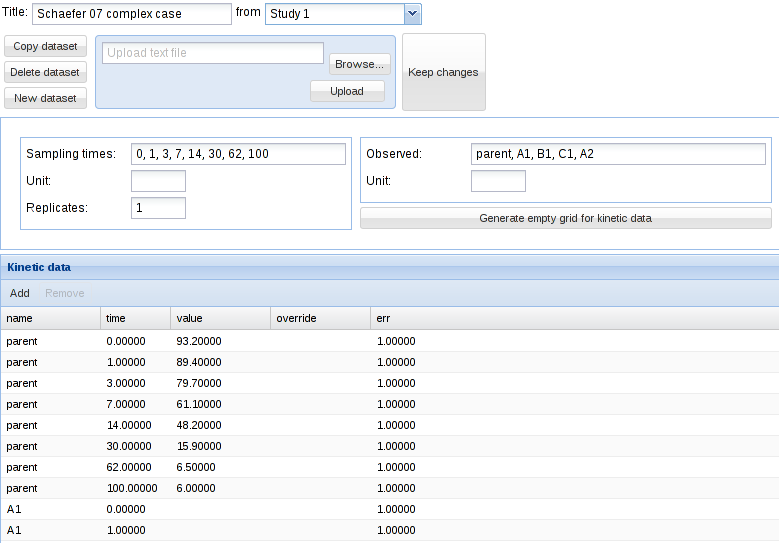 Title: Schaefer 07 complex case from Study 1
Copy dataset
Delete dataset
New dataset
Upload text file
Browse...
Upload
Keep changes
Sampling times: 0, 1, 3, 7, 14, 30, 62, 100
Unit:
Replicates: 1
Observed: parent, A1, B1, C1, A2
Unit:
Generate empty grid for kinetic data
Kinetic data
Add Remove
name time value override err
parent 0.00000 93.20000 1.00000
parent 1.00000 89.40000 1.00000
parent 3.00000 79.70000 1.00000
parent 7.00000 61.10000 1.00000
parent 14.00000 48.20000 1.00000
parent 30.00000 15.90000 1.00000
parent 62.00000 6.50000 1.00000
parent 100.00000 6.00000 1.00000
A1 0.00000 1.00000
A1 1.00000 1.00000